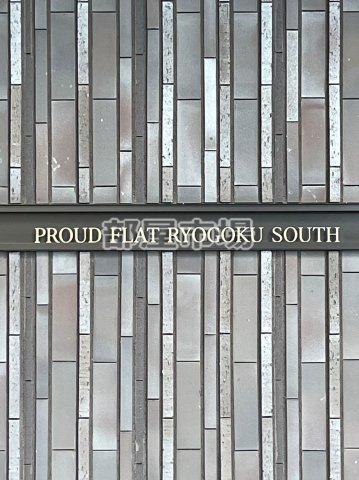 PROUD FLAT RYOGOKU SOUTH
部屋市場